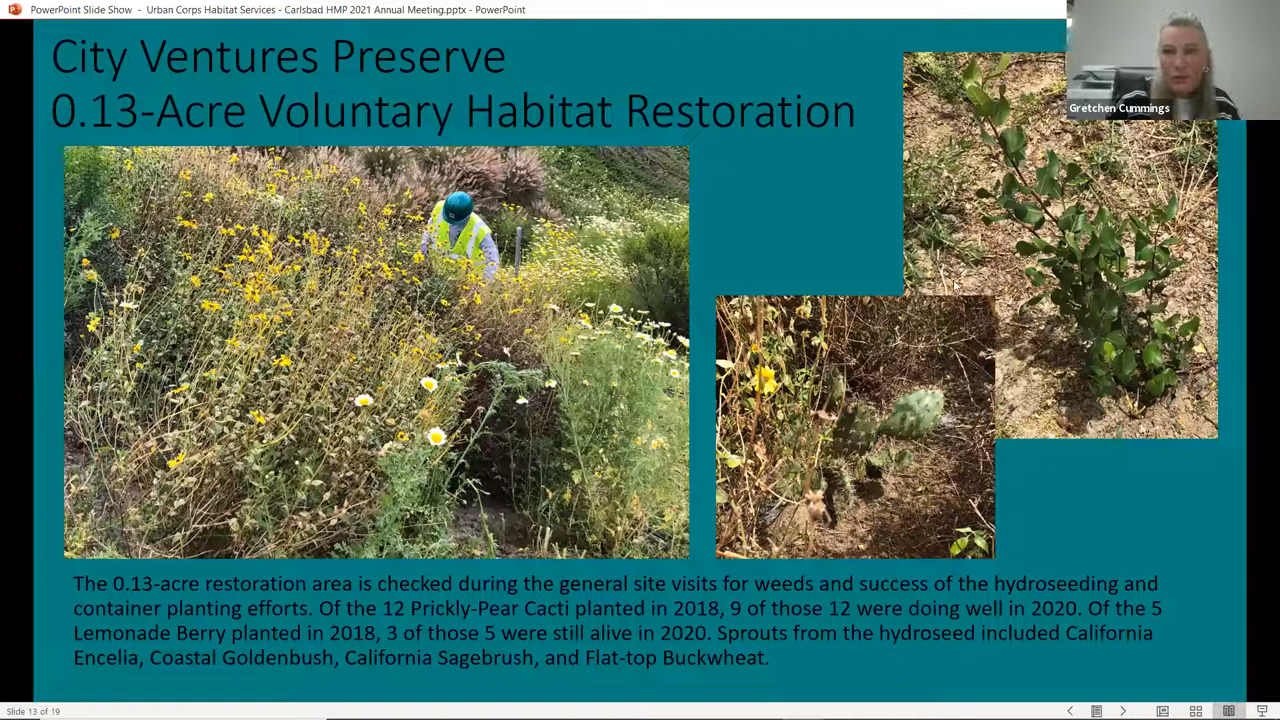 PowerPoint Slide Show - Urban Corps Habitat Services - Carlsbad HMP 2021 Annual Meeting.pptx - PowerPoint
City Ventures Preserve
0.13-Acre Voluntary Habitat Restoration
Gretchen Cummings
The 0.13-acre restoration area is checked during the general site visits for weeds and success of the hydroseeding and
container planting efforts. Of the 12 Prickly-Pear Cacti planted in 2018, 9 of those 12 were doing well in 2020. Of the 5
Lemonade Berry planted in 2018, 3 of those 5 were still alive in 2020. Sprouts from the hydroseed included California
Encelia, Coastal Goldenbush, California Sagebrush, and Flat-top Buckwheat.
Slide 13 of 19